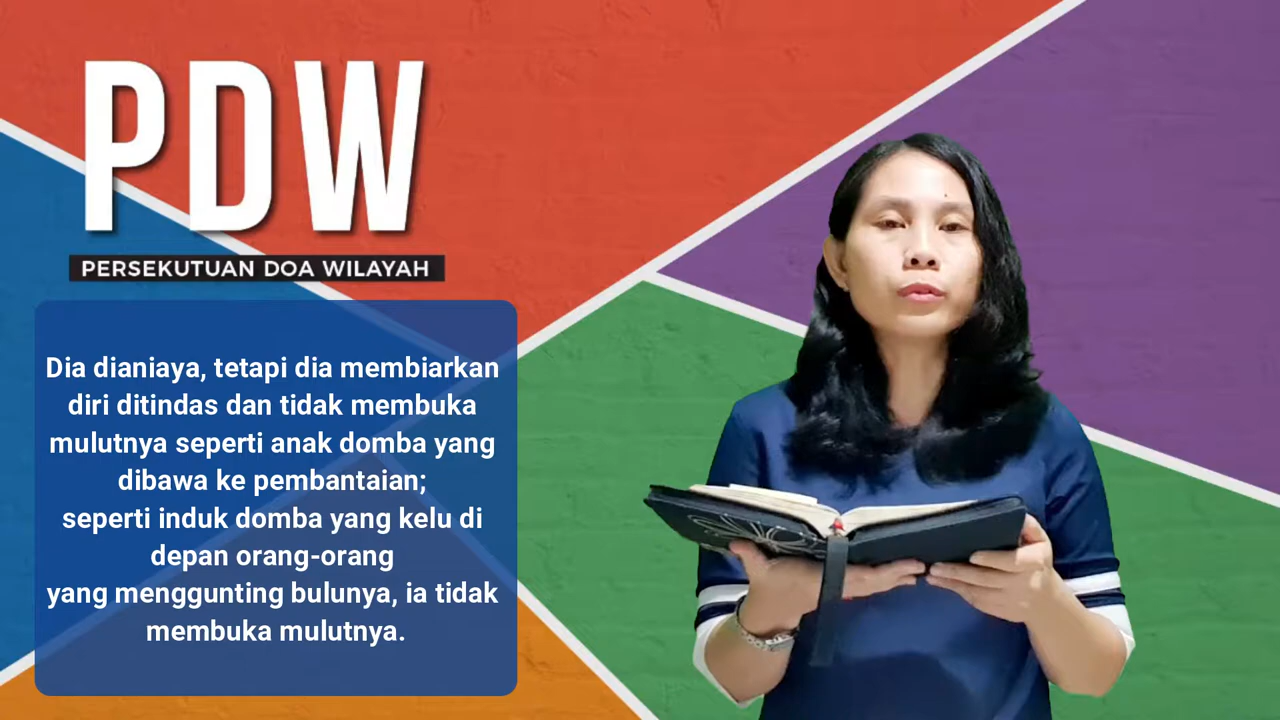 PDW
PERSEKUTUAN DOA WILAYAH
Dia dianiaya, tetapi dia membiarkan
diri ditindas dan tidak membuka
mulutnya seperti anak domba yang
dibawa ke pembantaian;
seperti induk domba yang kelu di
depan orang-orang
yang menggunting bulunya, ia tidak
membuka mulutnya.